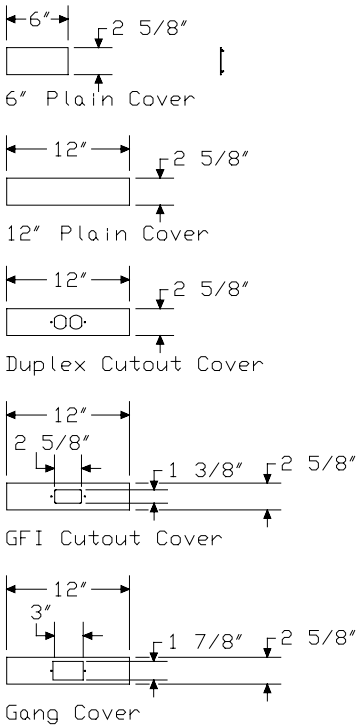 6″
2 5/8″
6″ Plain Cover
12″
2 5/8″
12″ Plain Cover
12″
2 5/8″
Duplex Cutout Cover
12″
2 5/8″
1 3/8″
2 5/8″
GFI Cutout Cover
12″
3″
1 7/8″
2 5/8″
Gang Cover